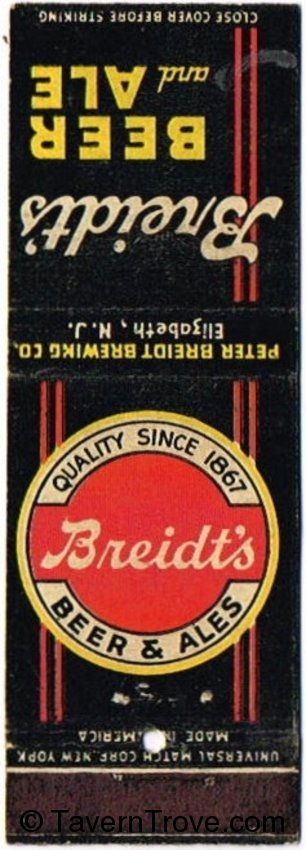 CLOSE COVER BEFORE STRIKING
Breidt's
BEER
and
ALE
PETER BREIDT BREWING CO.
Elizabeth, N.J.
QUALITY SINCE 1867
Breidt's
BEER & ALES
MADE IN AMERICA
UNIVERSAL MATCH CORP. NEW YORK
© TavernTrove.com